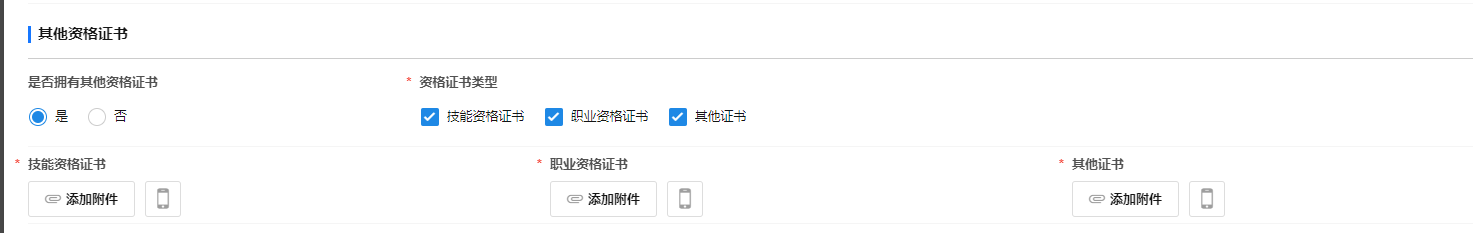 其他资格证书
是否拥有其他资格证书 * 资格证书类型
是 否 技能资格证书 职业资格证书 其他证书
* 技能资格证书 * 职业资格证书 * 其他证书
添加附件 添加附件 添加附件